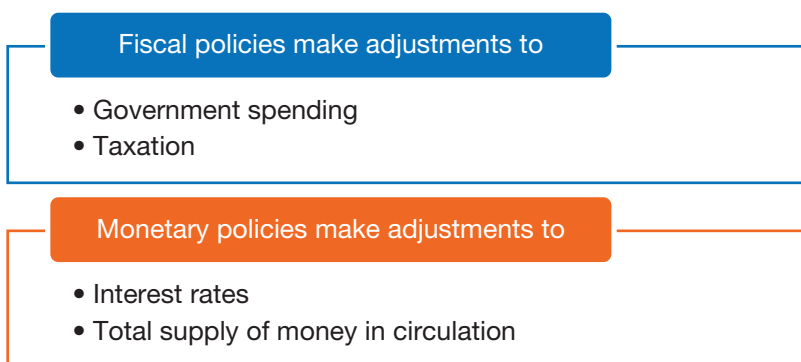 Fiscal policies make adjustments to
• Government spending
• Taxation
Monetary policies make adjustments to
• Interest rates
• Total supply of money in circulation